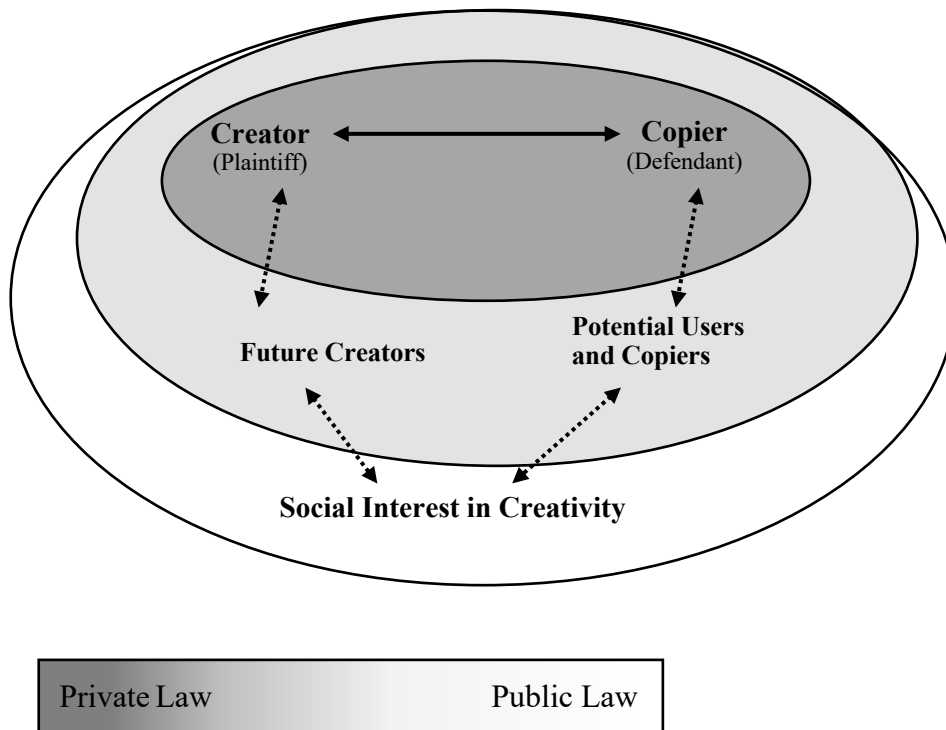 Creator
(Plaintiff)
Copier
(Defendant)
Future Creators
Potential Users
and Copiers
Social Interest in Creativity
Private Law
Public Law